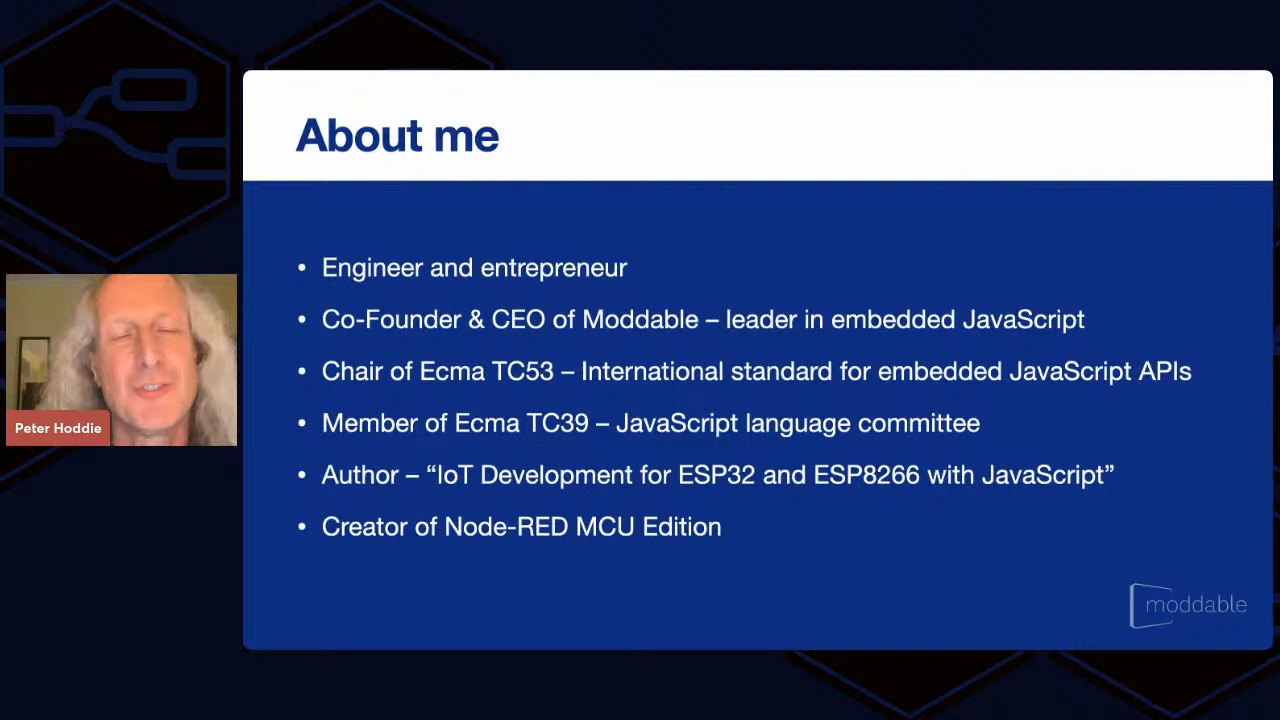 About me
• Engineer and entrepreneur
• Co-Founder & CEO of Moddable – leader in embedded JavaScript
• Chair of Ecma TC53 – International standard for embedded JavaScript APIs
• Member of Ecma TC39 – JavaScript language committee
• Author – “IoT Development for ESP32 and ESP8266 with JavaScript”
• Creator of Node-RED MCU Edition
Peter Hoddie
moddable